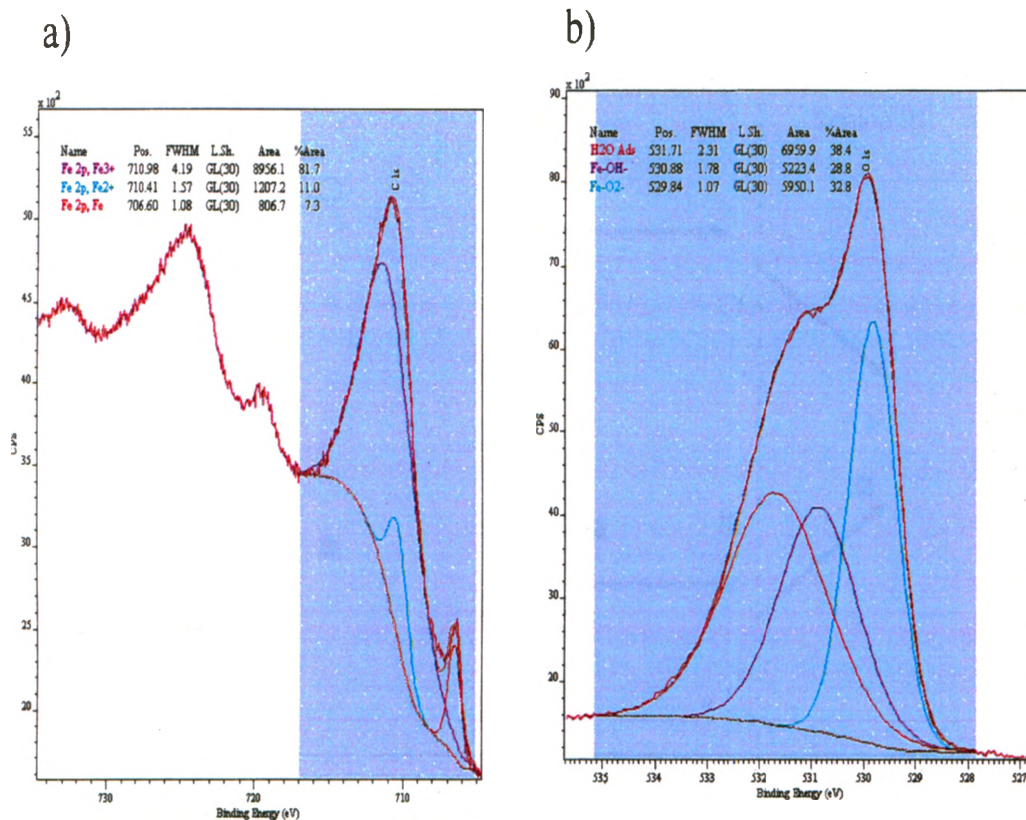 a)
x 10²
55
50
45
40
35
30
25
20
CPS
Name Pos. FWHM L.Sh. Area %Area
Fe 2p, Fe3+ 710.98 4.19 GL(30) 8956.1 81.7
Fe 2p, Fe2+ 710.41 1.57 GL(30) 1207.2 11.0
Fe 2p, Fe 706.60 1.08 GL(30) 806.7 7.3
C 1s
730 720 710
Binding Energy (eV)
b)
x 10²
90
80
70
60
50
40
30
20
CPS
Name Pos. FWHM L.Sh. Area %Area
H2O Ads 531.71 2.31 GL(30) 6959.9 38.4
Fe-OH- 530.88 1.78 GL(30) 5223.4 28.8
Fe-O2- 529.84 1.07 GL(30) 5950.1 32.8
O 1s
535 534 533 532 531 530 529 528 527
Binding Energy (eV)